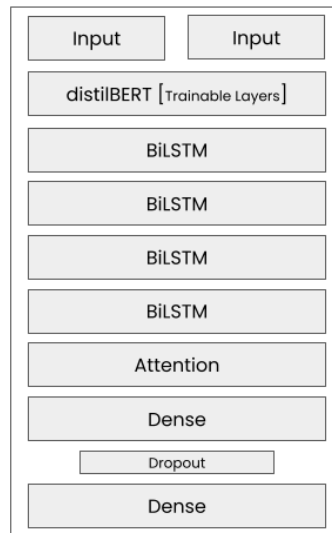 Input Input
distilBERT [Trainable Layers]
BiLSTM
BiLSTM
BiLSTM
BiLSTM
Attention
Dense
Dropout
Dense